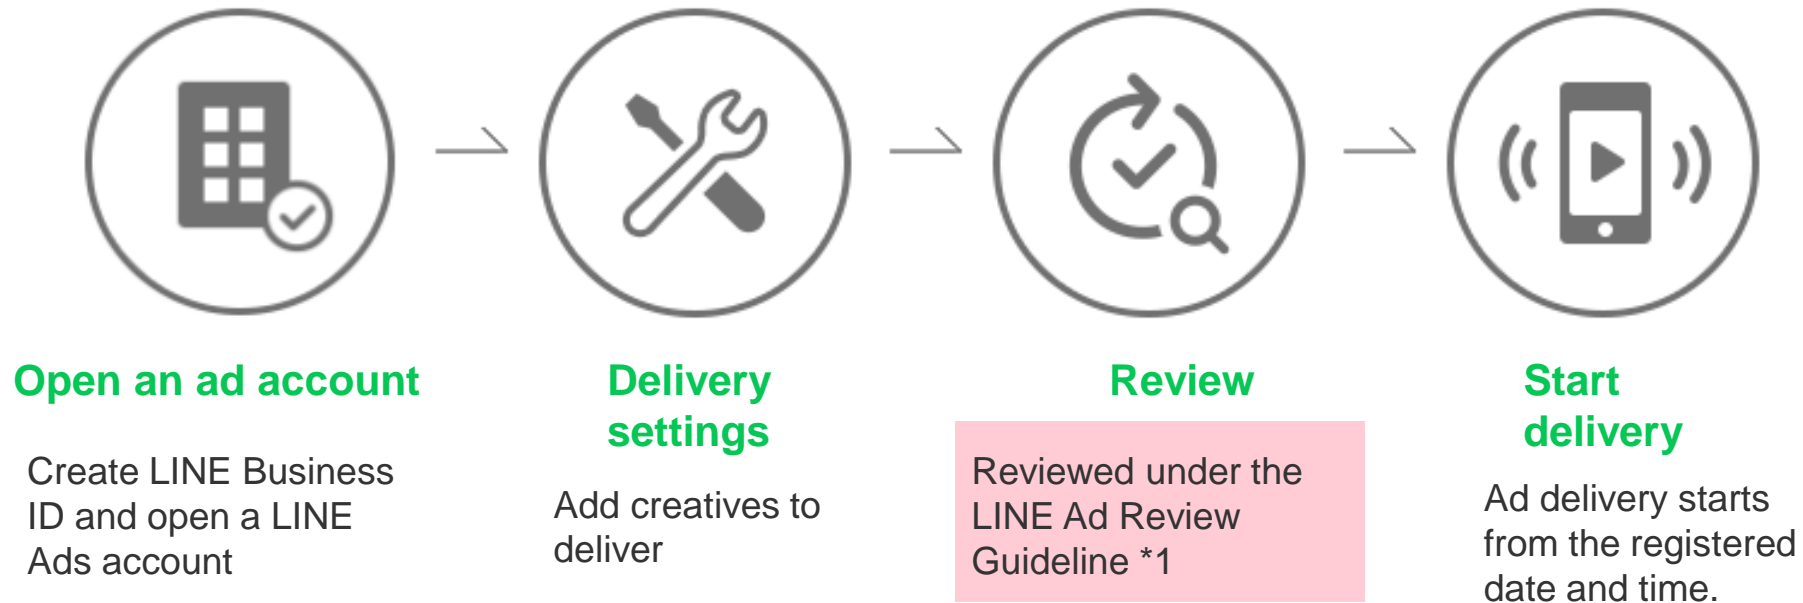 Open an ad account
Create LINE Business
ID and open a LINE
Ads account
Delivery
settings
Add creatives to
deliver
Review
Reviewed under the
LINE Ad Review
Guideline *1
Start
delivery
Ad delivery starts
from the registered
date and time.